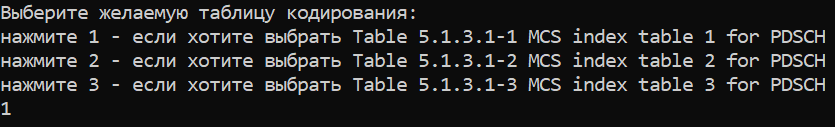 Выберите желаемую таблицу кодирования:
нажмите 1 - если хотите выбрать Table 5.1.3.1-1 MCS index table 1 for PDSCH
нажмите 2 - если хотите выбрать Table 5.1.3.1-2 MCS index table 2 for PDSCH
нажмите 3 - если хотите выбрать Table 5.1.3.1-3 MCS index table 3 for PDSCH
1